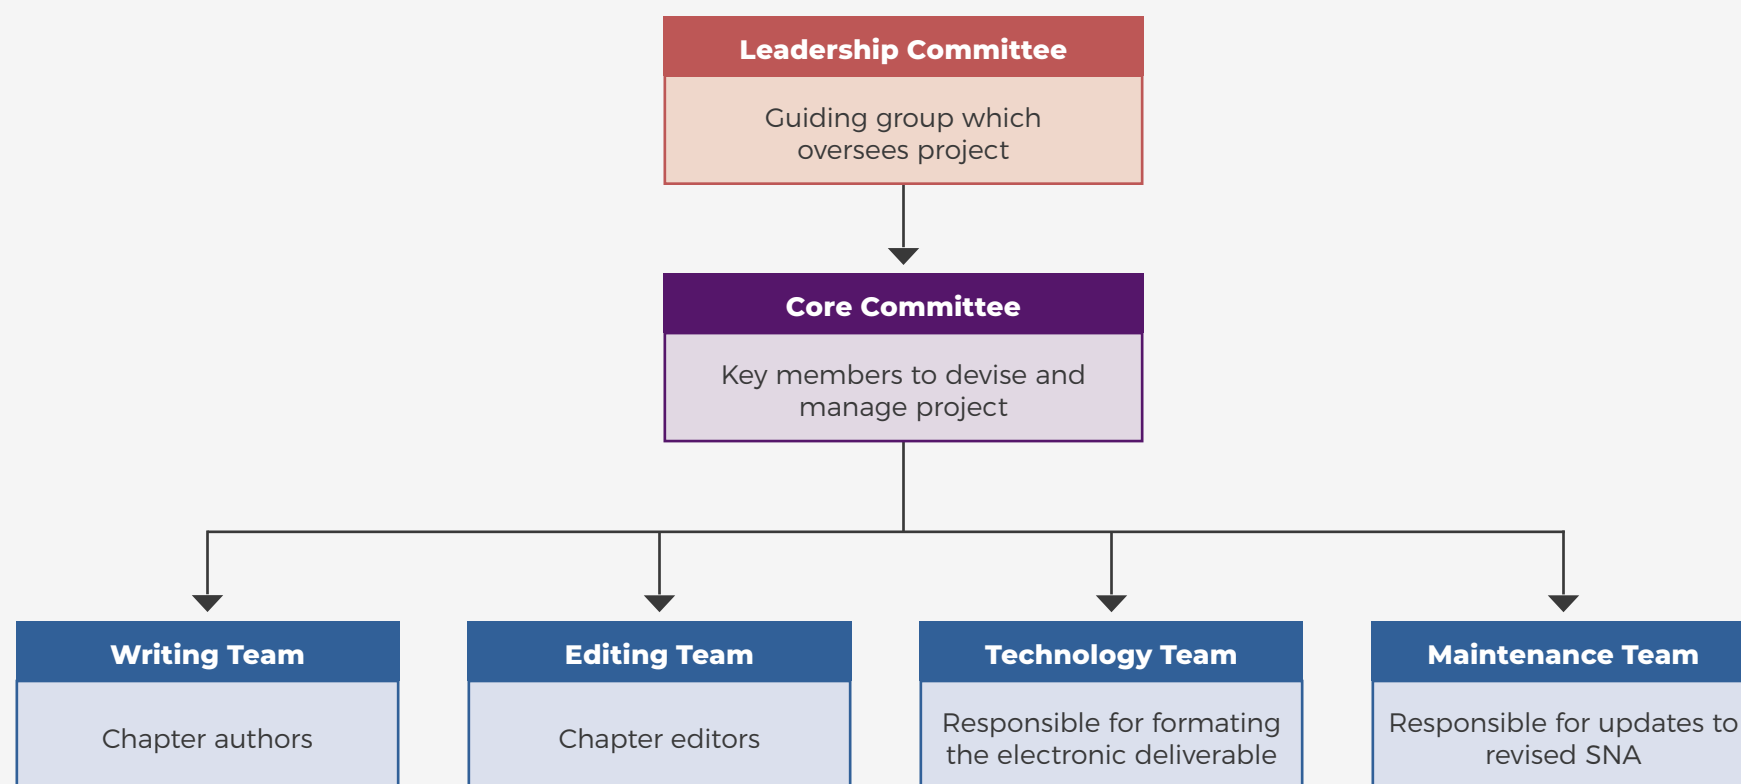 Leadership Committee
Guiding group which
oversees project
Core Committee
Key members to devise and
manage project
Writing Team
Chapter authors
Editing Team
Chapter editors
Technology Team
Responsible for formating
the electronic deliverable
Maintenance Team
Responsible for updates to
revised SNA